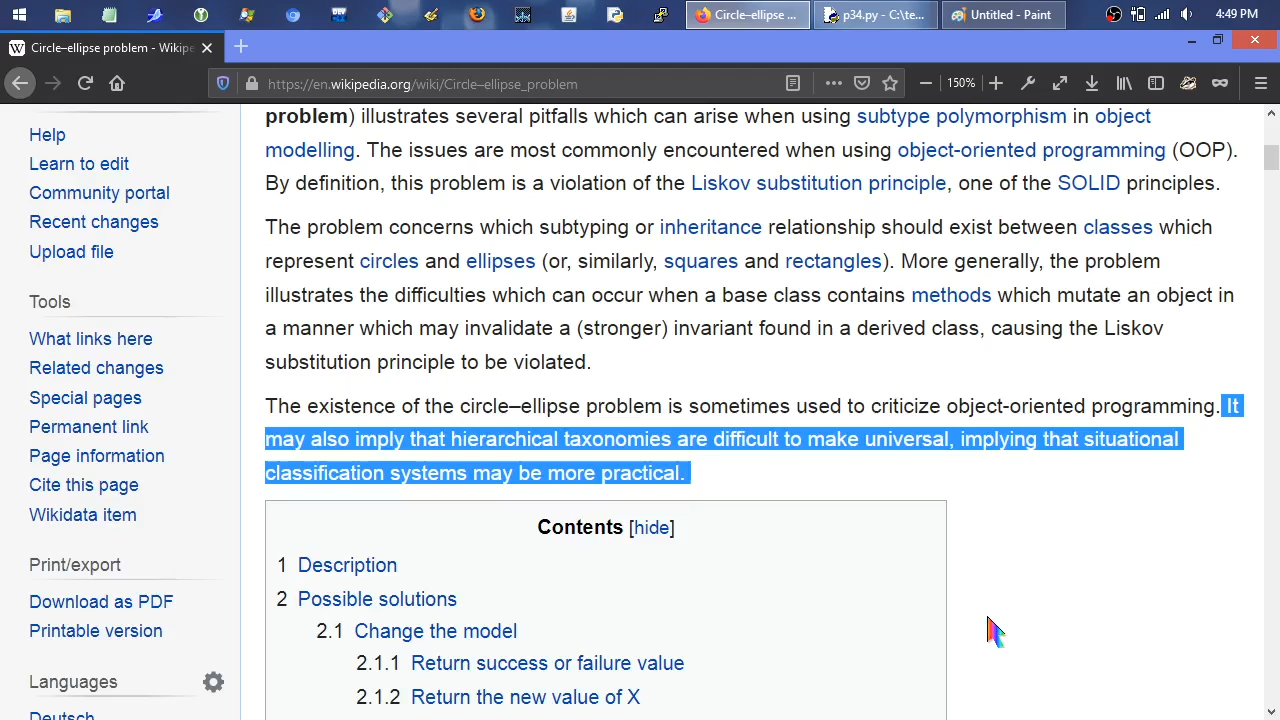 Circle–ellipse ...
p34.py - C:\te...
Untitled - Paint
4:49 PM
W Circle–ellipse problem - Wikipe
https://en.wikipedia.org/wiki/Circle–ellipse_problem
150%
Help
Learn to edit
Community portal
Recent changes
Upload file
Tools
What links here
Related changes
Special pages
Permanent link
Page information
Cite this page
Wikidata item
Print/export
Download as PDF
Printable version
Languages
Deutsch
problem) illustrates several pitfalls which can arise when using subtype polymorphism in object
modelling. The issues are most commonly encountered when using object-oriented programming (OOP).
By definition, this problem is a violation of the Liskov substitution principle, one of the SOLID principles.
The problem concerns which subtyping or inheritance relationship should exist between classes which
represent circles and ellipses (or, similarly, squares and rectangles). More generally, the problem
illustrates the difficulties which can occur when a base class contains methods which mutate an object in
a manner which may invalidate a (stronger) invariant found in a derived class, causing the Liskov
substitution principle to be violated.
The existence of the circle–ellipse problem is sometimes used to criticize object-oriented programming. It
may also imply that hierarchical taxonomies are difficult to make universal, implying that situational
classification systems may be more practical.
Contents [hide]
1 Description
2 Possible solutions
2.1 Change the model
2.1.1 Return success or failure value
2.1.2 Return the new value of X